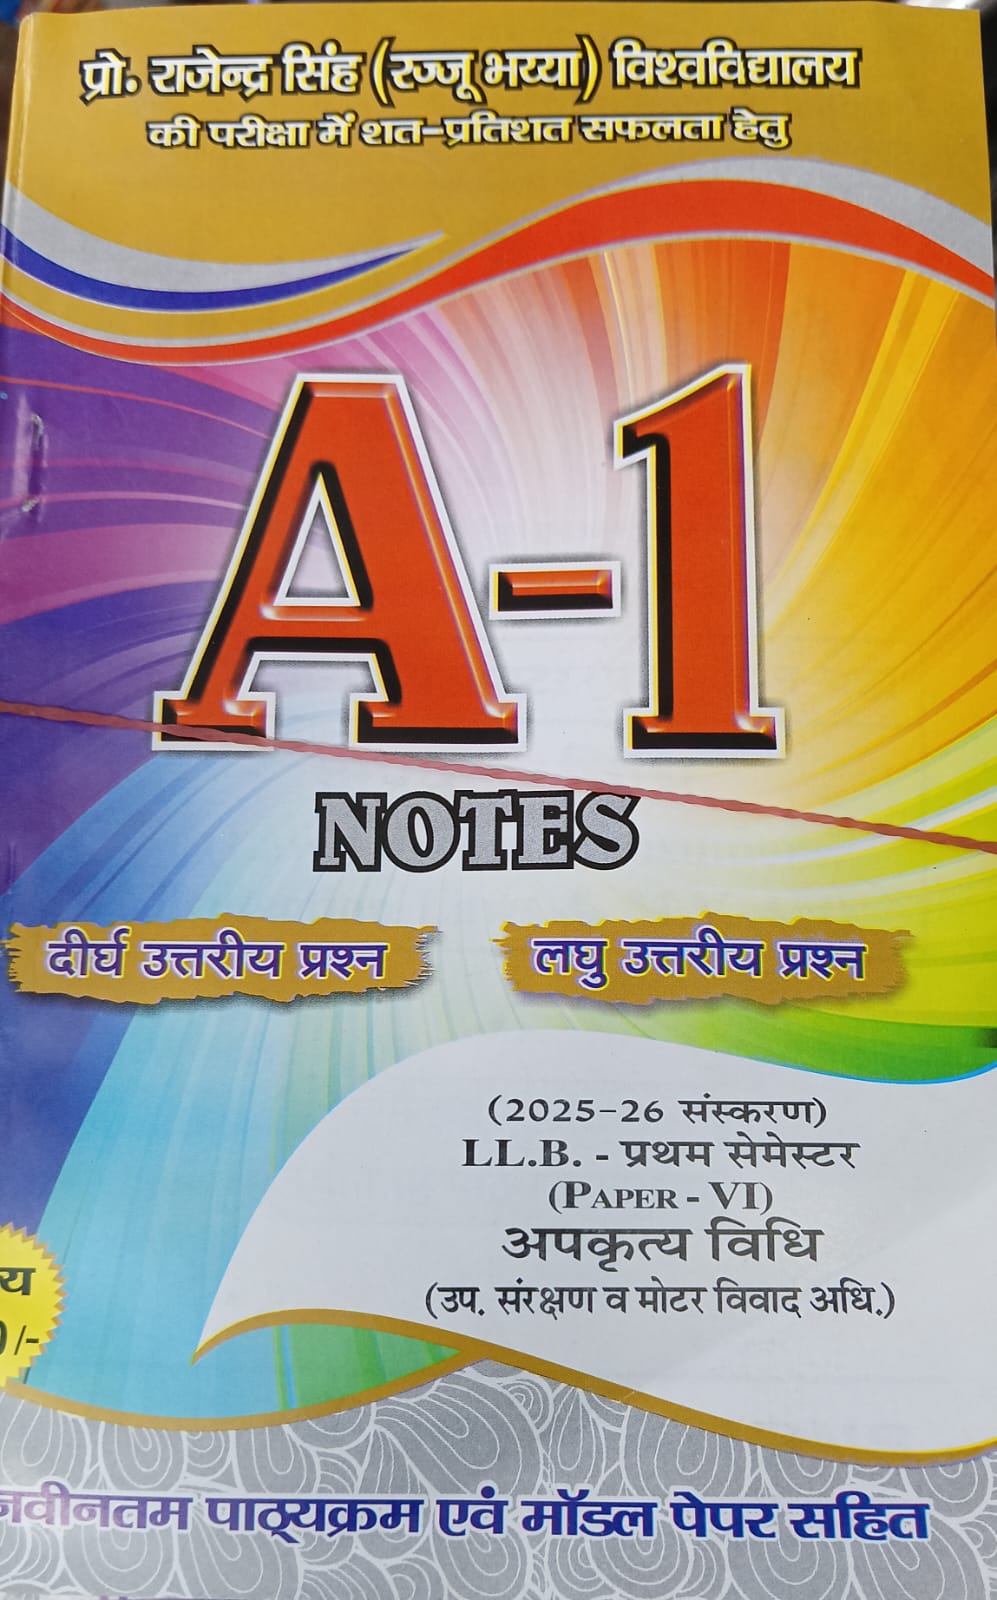 प्रो. राजेन्द्र सिंह (रज्जू भय्या) विश्वविद्यालय
की परीक्षा में शत-प्रतिशत सफलता हेतु
A-1
NOTES
दीर्घ उत्तरीय प्रश्न
लघु उत्तरीय प्रश्न
(2025-26 संस्करण)
LL.B. - प्रथम सेमेस्टर
(PAPER - VI)
अपकृत्य विधि
(उप. संरक्षण व मोटर विवाद अधि.)
नवीनतम पाठ्यक्रम एवं मॉडल पेपर सहित